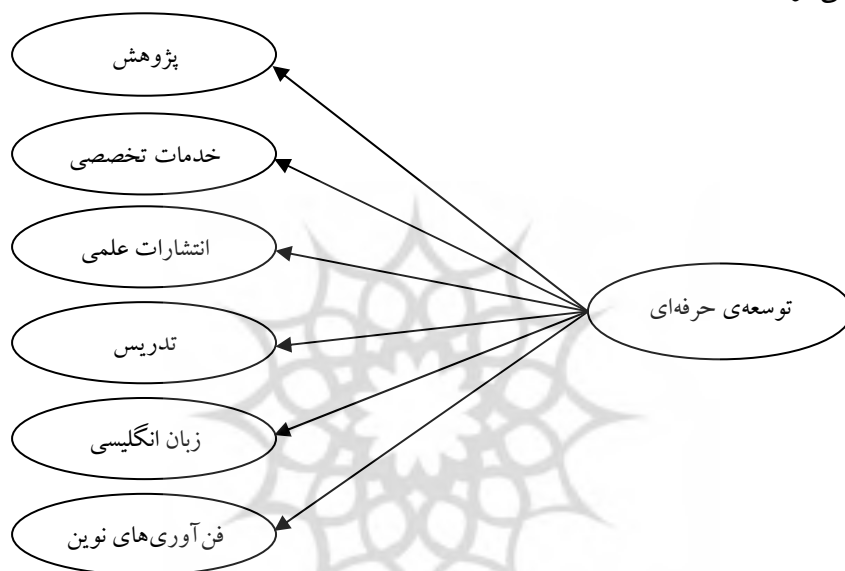 پژوهش
خدمات تخصصی
انتشارات علمی
توسعه‌ی حرفه‌ای
تدریس
زبان انگلیسی
فن‌آوری‌های نوین